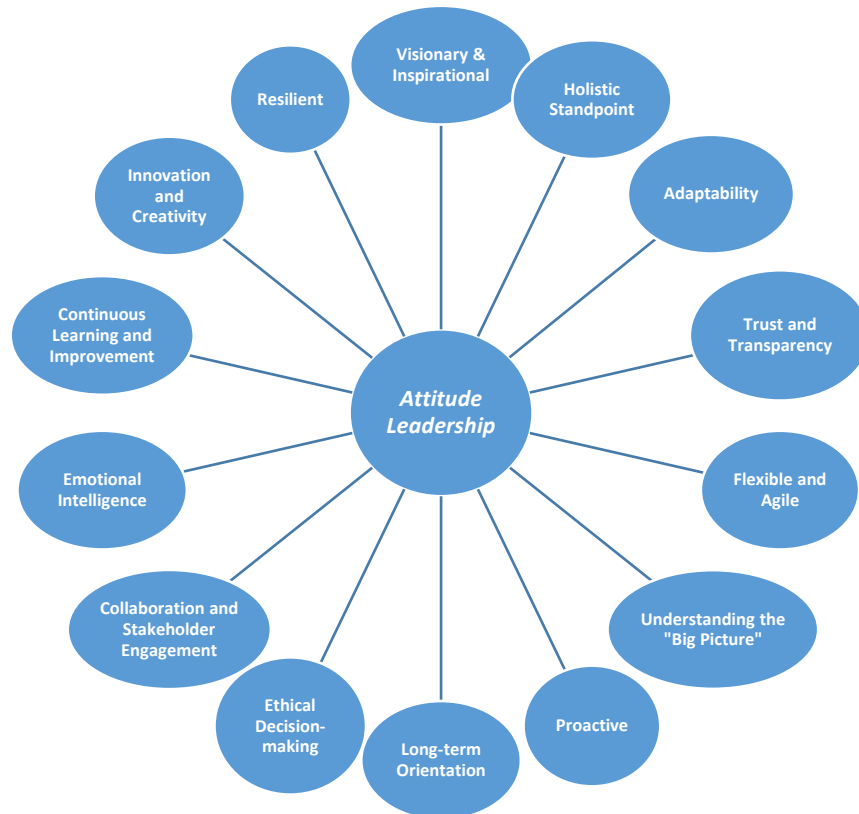 Visionary &
Inspirational
Holistic
Standpoint
Adaptability
Trust and
Transparency
Flexible and
Agile
Understanding the
"Big Picture"
Proactive
Long-term
Orientation
Ethical
Decision-
making
Collaboration and
Stakeholder
Engagement
Emotional
Intelligence
Continuous
Learning and
Improvement
Innovation
and
Creativity
Resilient
Attitude
Leadership